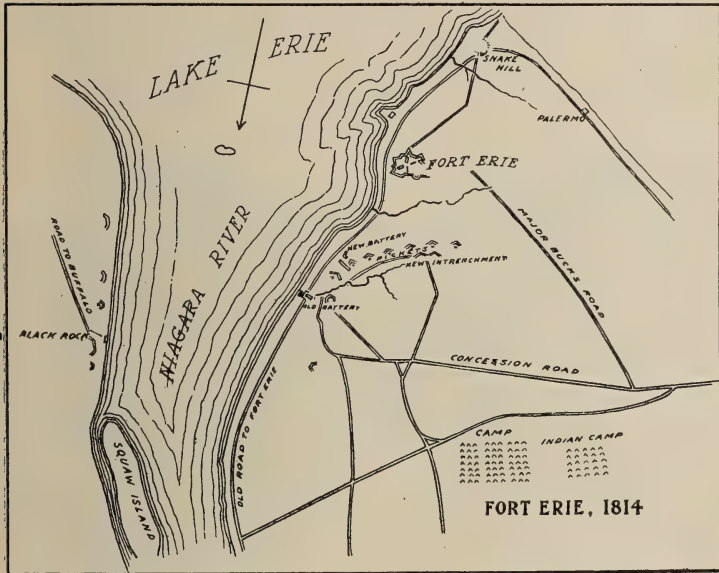 LAKE ERIE
SNAKE
HILL
PALERMO
FORT ERIE
NIAGARA RIVER
ROAD TO BUFFALO
MAJOR BUCKS ROAD
NEW BATTERY
PICKETS
NEW INTRENCHMENT
OLD BATTERY
BLACK ROCK
CONCESSION ROAD
OLD ROAD TO FORT ERIE
SQUAW ISLAND
CAMP
INDIAN CAMP
FORT ERIE, 1814